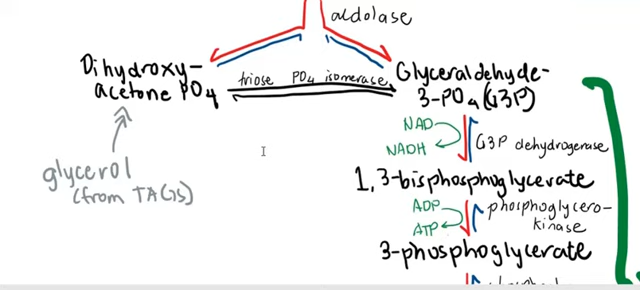 aldolase
Dihydroxy-
acetone PO4
triose PO4 isomerase
Glyceraldehyde-
3-PO4 (G3P)
glycerol
(from TAGs)
NAD
NADH
G3P dehydrogenase
1,3-bisphosphoglycerate
ADP
ATP
phosphoglycero-
kinase
3-phosphoglycerate